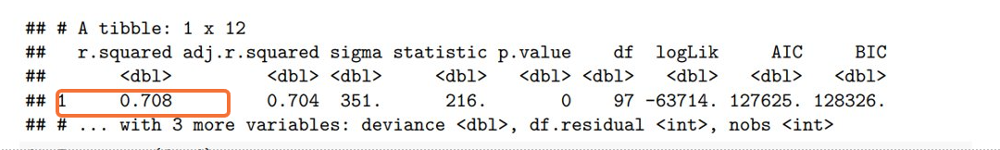 ## # A tibble: 1 x 12
## r.squared adj.r.squared sigma statistic p.value df logLik AIC BIC
## <dbl> <dbl> <dbl> <dbl> <dbl> <dbl> <dbl> <dbl> <dbl>
## 1 0.708 0.704 351. 216. 0 97 -63714. 127625. 128326.
## # ... with 3 more variables: deviance <dbl>, df.residual <int>, nobs <int>